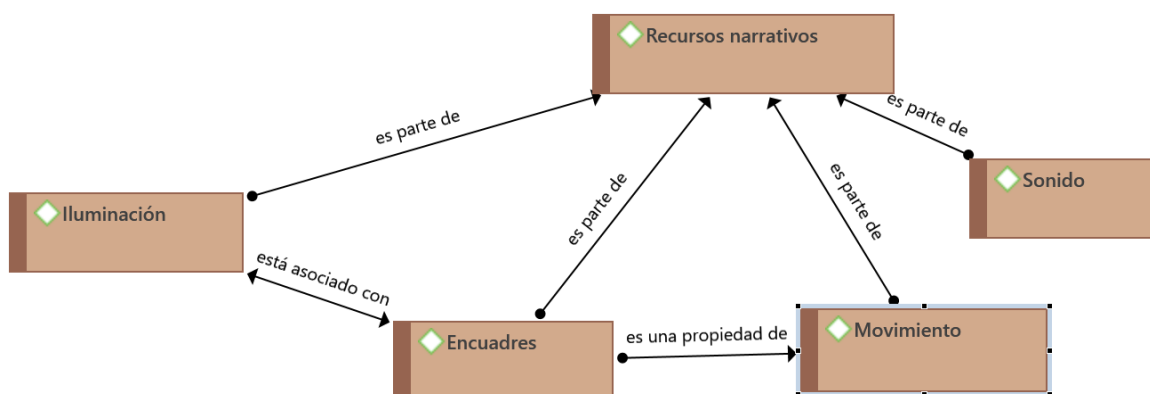 Recursos narrativos
es parte de
es parte de
es parte de
es parte de
Sonido
Iluminación
está asociado con
Encuadres
es una propiedad de
Movimiento